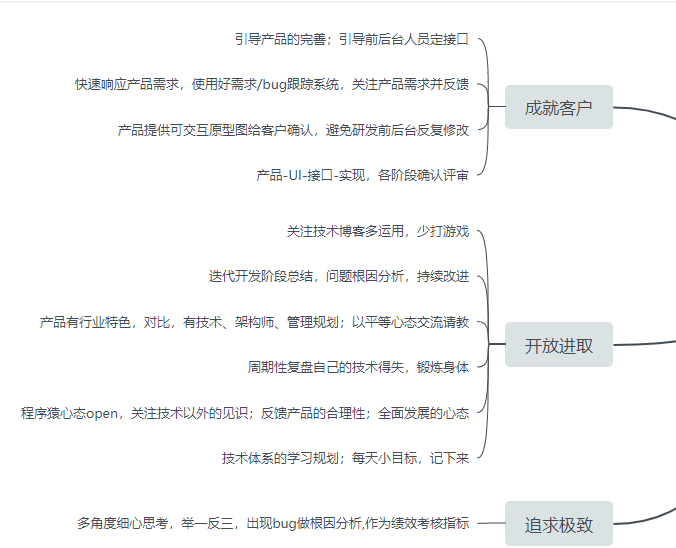 引导产品的完善；引导前后台人员定接口
快速响应产品需求，使用好需求/bug跟踪系统，关注产品需求并反馈
成就客户
产品提供可交互原型图给客户确认，避免研发前后台反复修改
产品-UI-接口-实现，各阶段确认评审
关注技术博客多运用，少打游戏
迭代开发阶段总结，问题根因分析，持续改进
产品有行业特色，对比，有技术、架构师、管理规划；以平等心态交流请教
开放进取
周期性复盘自己的技术得失，锻炼身体
程序猿心态open，关注技术以外的见识；反馈产品的合理性；全面发展的心态
技术体系的学习规划；每天小目标，记下来
多角度细心思考，举一反三，出现bug做根因分析,作为绩效考核指标
追求极致